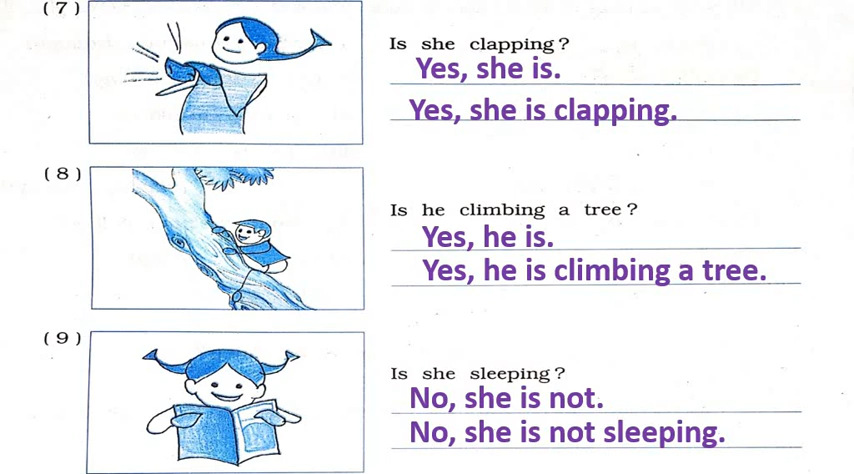 (7)
Is she clapping?
Yes, she is.
Yes, she is clapping.
(8)
Is he climbing a tree?
Yes, he is.
Yes, he is climbing a tree.
(9)
Is she sleeping?
No, she is not.
No, she is not sleeping.